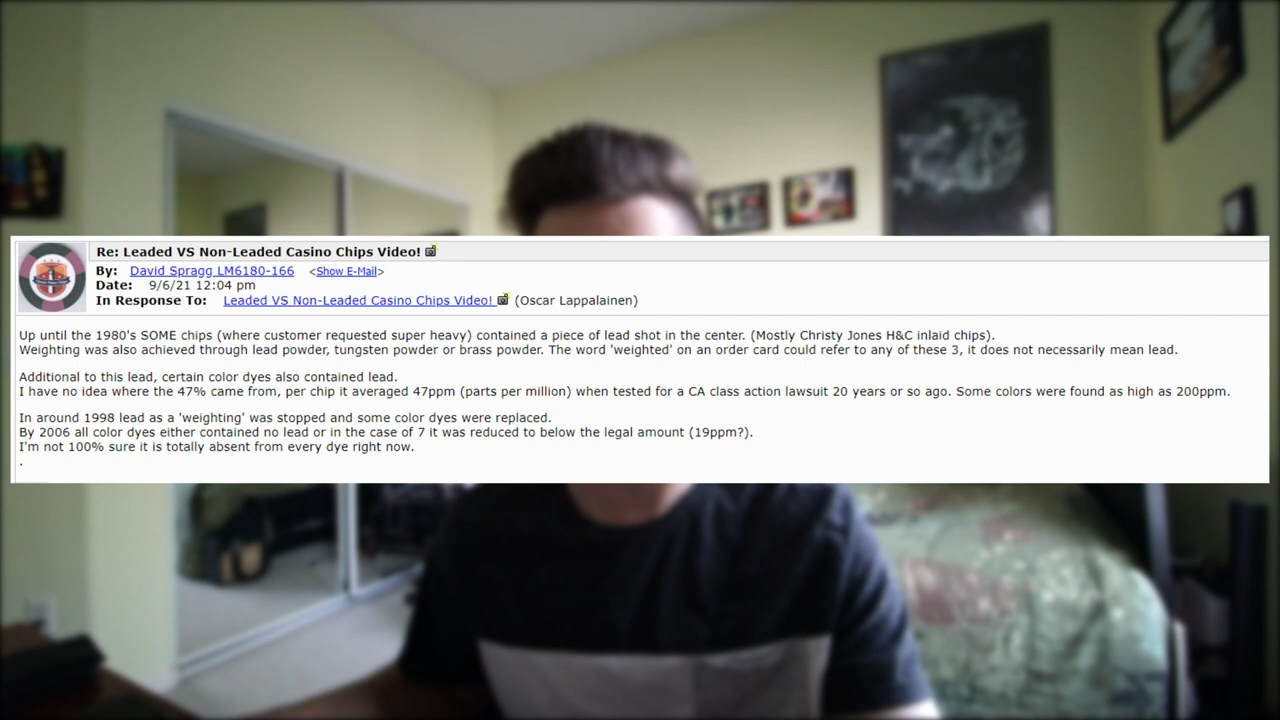 Re: Leaded VS Non-Leaded Casino Chips Video!
By: David Spragg LM6180-166 <Show E-Mail>
Date: 9/6/21 12:04 pm
In Response To: Leaded VS Non-Leaded Casino Chips Video! (Oscar Lappalainen)
Up until the 1980's SOME chips (where customer requested super heavy) contained a piece of lead shot in the center. (Mostly Christy Jones H&C inlaid chips).
Weighting was also achieved through lead powder, tungsten powder or brass powder. The word 'weighted' on an order card could refer to any of these 3, it does not necessarily mean lead.
Additional to this lead, certain color dyes also contained lead.
I have no idea where the 47% came from, per chip it averaged 47ppm (parts per million) when tested for a CA class action lawsuit 20 years or so ago. Some colors were found as high as 200ppm.
In around 1998 lead as a 'weighting' was stopped and some color dyes were replaced.
By 2006 all color dyes either contained no lead or in the case of 7 it was reduced to below the legal amount (19ppm?).
I'm not 100% sure it is totally absent from every dye right now.
.